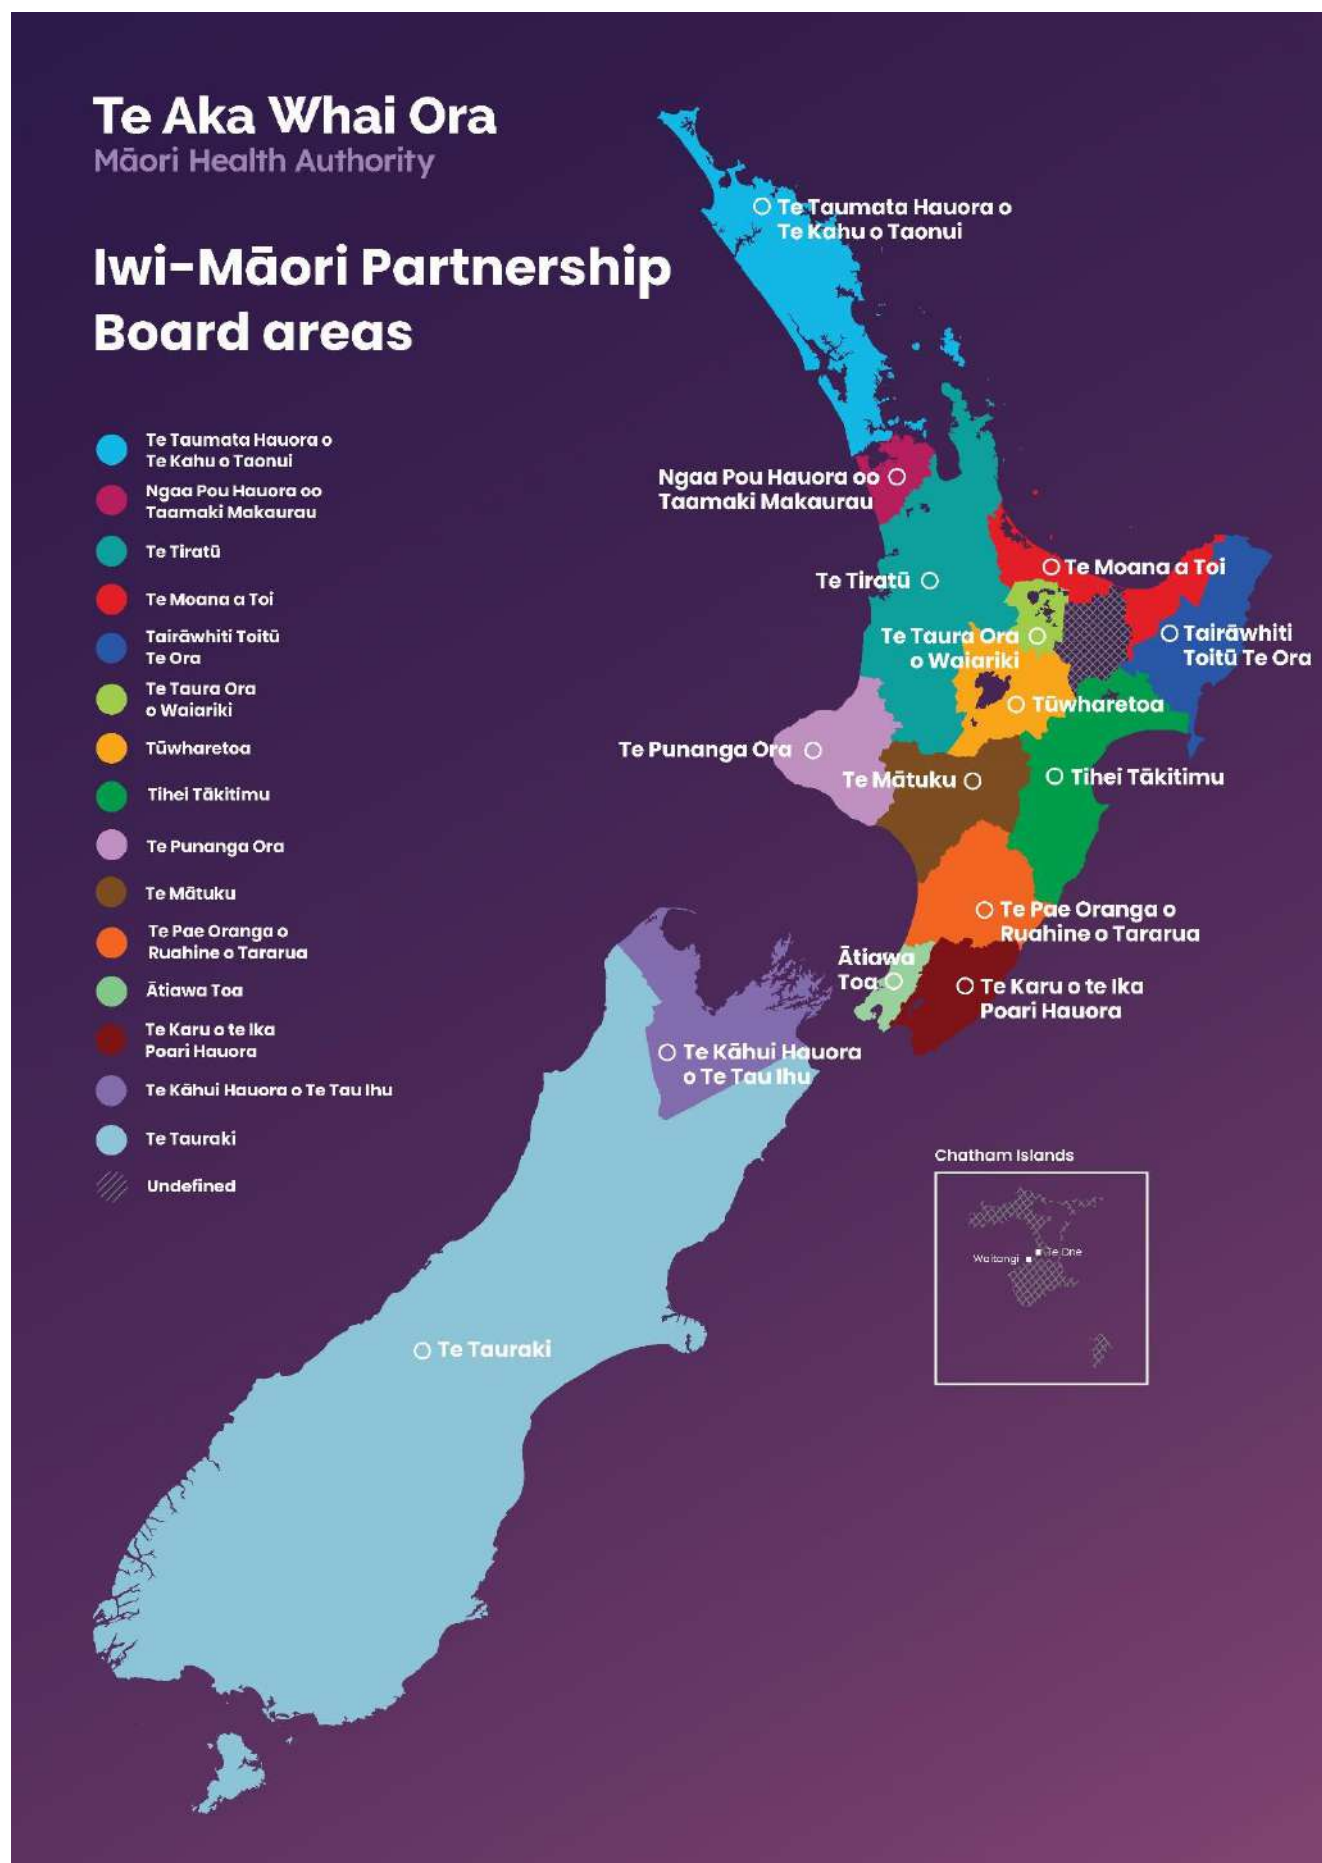 Te Aka Whai Ora
Māori Health Authority
Iwi-Māori Partnership
Board areas
Te Taumata Hauora o
Te Kahu o Taonui
Ngaa Pou Hauora oo
Taamaki Makaurau
Te Tiratū
Te Moana a Toi
Tairāwhiti Toitū
Te Ora
Te Taura Ora
o Waiariki
Tūwharetoa
Tihei Tākitimu
Te Punanga Ora
Te Mātuku
Te Pae Oranga o
Ruahine o Tararua
Ātiawa Toa
Te Karu o te Ika
Poari Hauora
Te Kāhui Hauora o Te Tau Ihu
Te Tauraki
Undefined
Te Taumata Hauora o
Te Kahu o Taonui
Ngaa Pou Hauora oo
Taamaki Makaurau
Te Moana a Toi
Te Tiratū
Tairāwhiti
Toitū Te Ora
Te Taura Ora
o Waiariki
Tūwharetoa
Te Punanga Ora
Te Mātuku
Tihei Tākitimu
Te Pae Oranga o
Ruahine o Tararua
Ātiawa
Toa
Te Karu o te Ika
Poari Hauora
Te Kāhui Hauora
o Te Tau Ihu
Te Tauraki
Chatham Islands
Te One
Waitangi